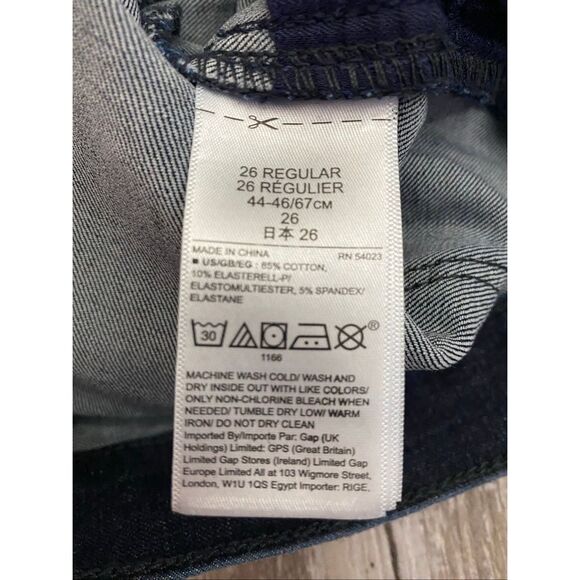 26 REGULAR
26 RÉGULIER
44-46/67CM
26
日本 26
MADE IN CHINA RN 54023
■ US/GB/EG : 85% COTTON,
10% ELASTERELL-P/
ELASTOMULTIESTER, 5% SPANDEX/
ELASTANE
30
®
1166
MACHINE WASH COLD/ WASH AND
DRY INSIDE OUT WITH LIKE COLORS/
ONLY NON-CHLORINE BLEACH WHEN
NEEDED/ TUMBLE DRY LOW/ WARM
IRON/ DO NOT DRY CLEAN
Imported By/Importe Par: Gap (UK
Holdings) Limited: GPS (Great Britain)
Limited Gap Stores (Ireland) Limited Gap
Europe Limited All at 103 Wigmore Street,
London, W1U 1QS Egypt Importer: RIGE,